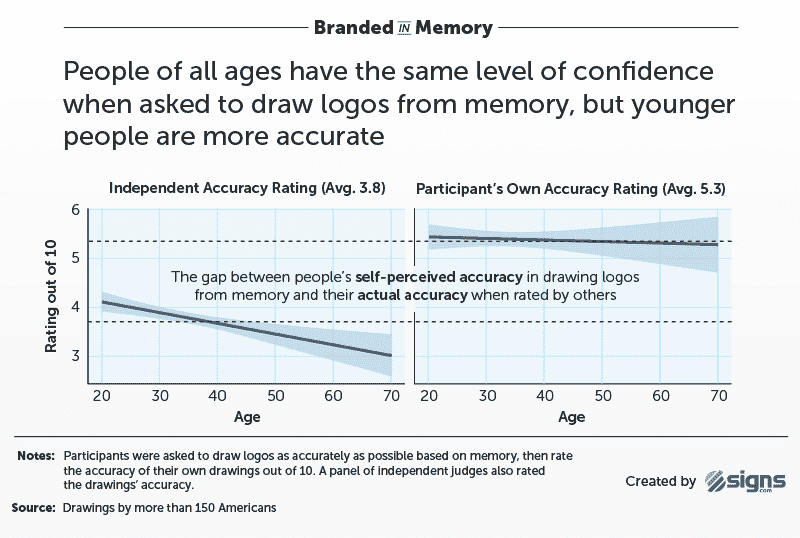 Branded IN Memory
People of all ages have the same level of confidence
when asked to draw logos from memory, but younger
people are more accurate
Independent Accuracy Rating (Avg. 3.8)
Participant's Own Accuracy Rating (Avg. 5.3)
Rating out of 10
6
5
4
3
The gap between people's self-perceived accuracy in drawing logos
from memory and their actual accuracy when rated by others
20 30 40 50 60 70
20 30 40 50 60 70
Age
Age
Notes: Participants were asked to draw logos as accurately as possible based on memory, then rate
the accuracy of their own drawings out of 10. A panel of independent judges also rated
the drawings' accuracy.
Created by signs.com
Source: Drawings by more than 150 Americans